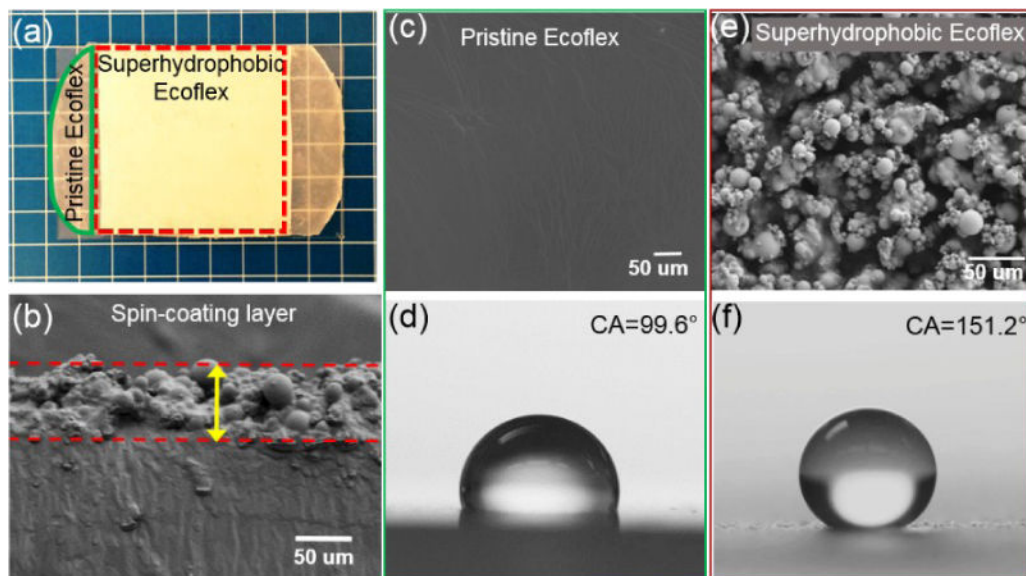 (a)
Superhydrophobic
Ecoflex
Pristine Ecoflex
(b)
Spin-coating layer
50 um
(c)
Pristine Ecoflex
50 um
(d)
CA=99.6°
(e)
Superhydrophobic Ecoflex
50 um
(f)
CA=151.2°